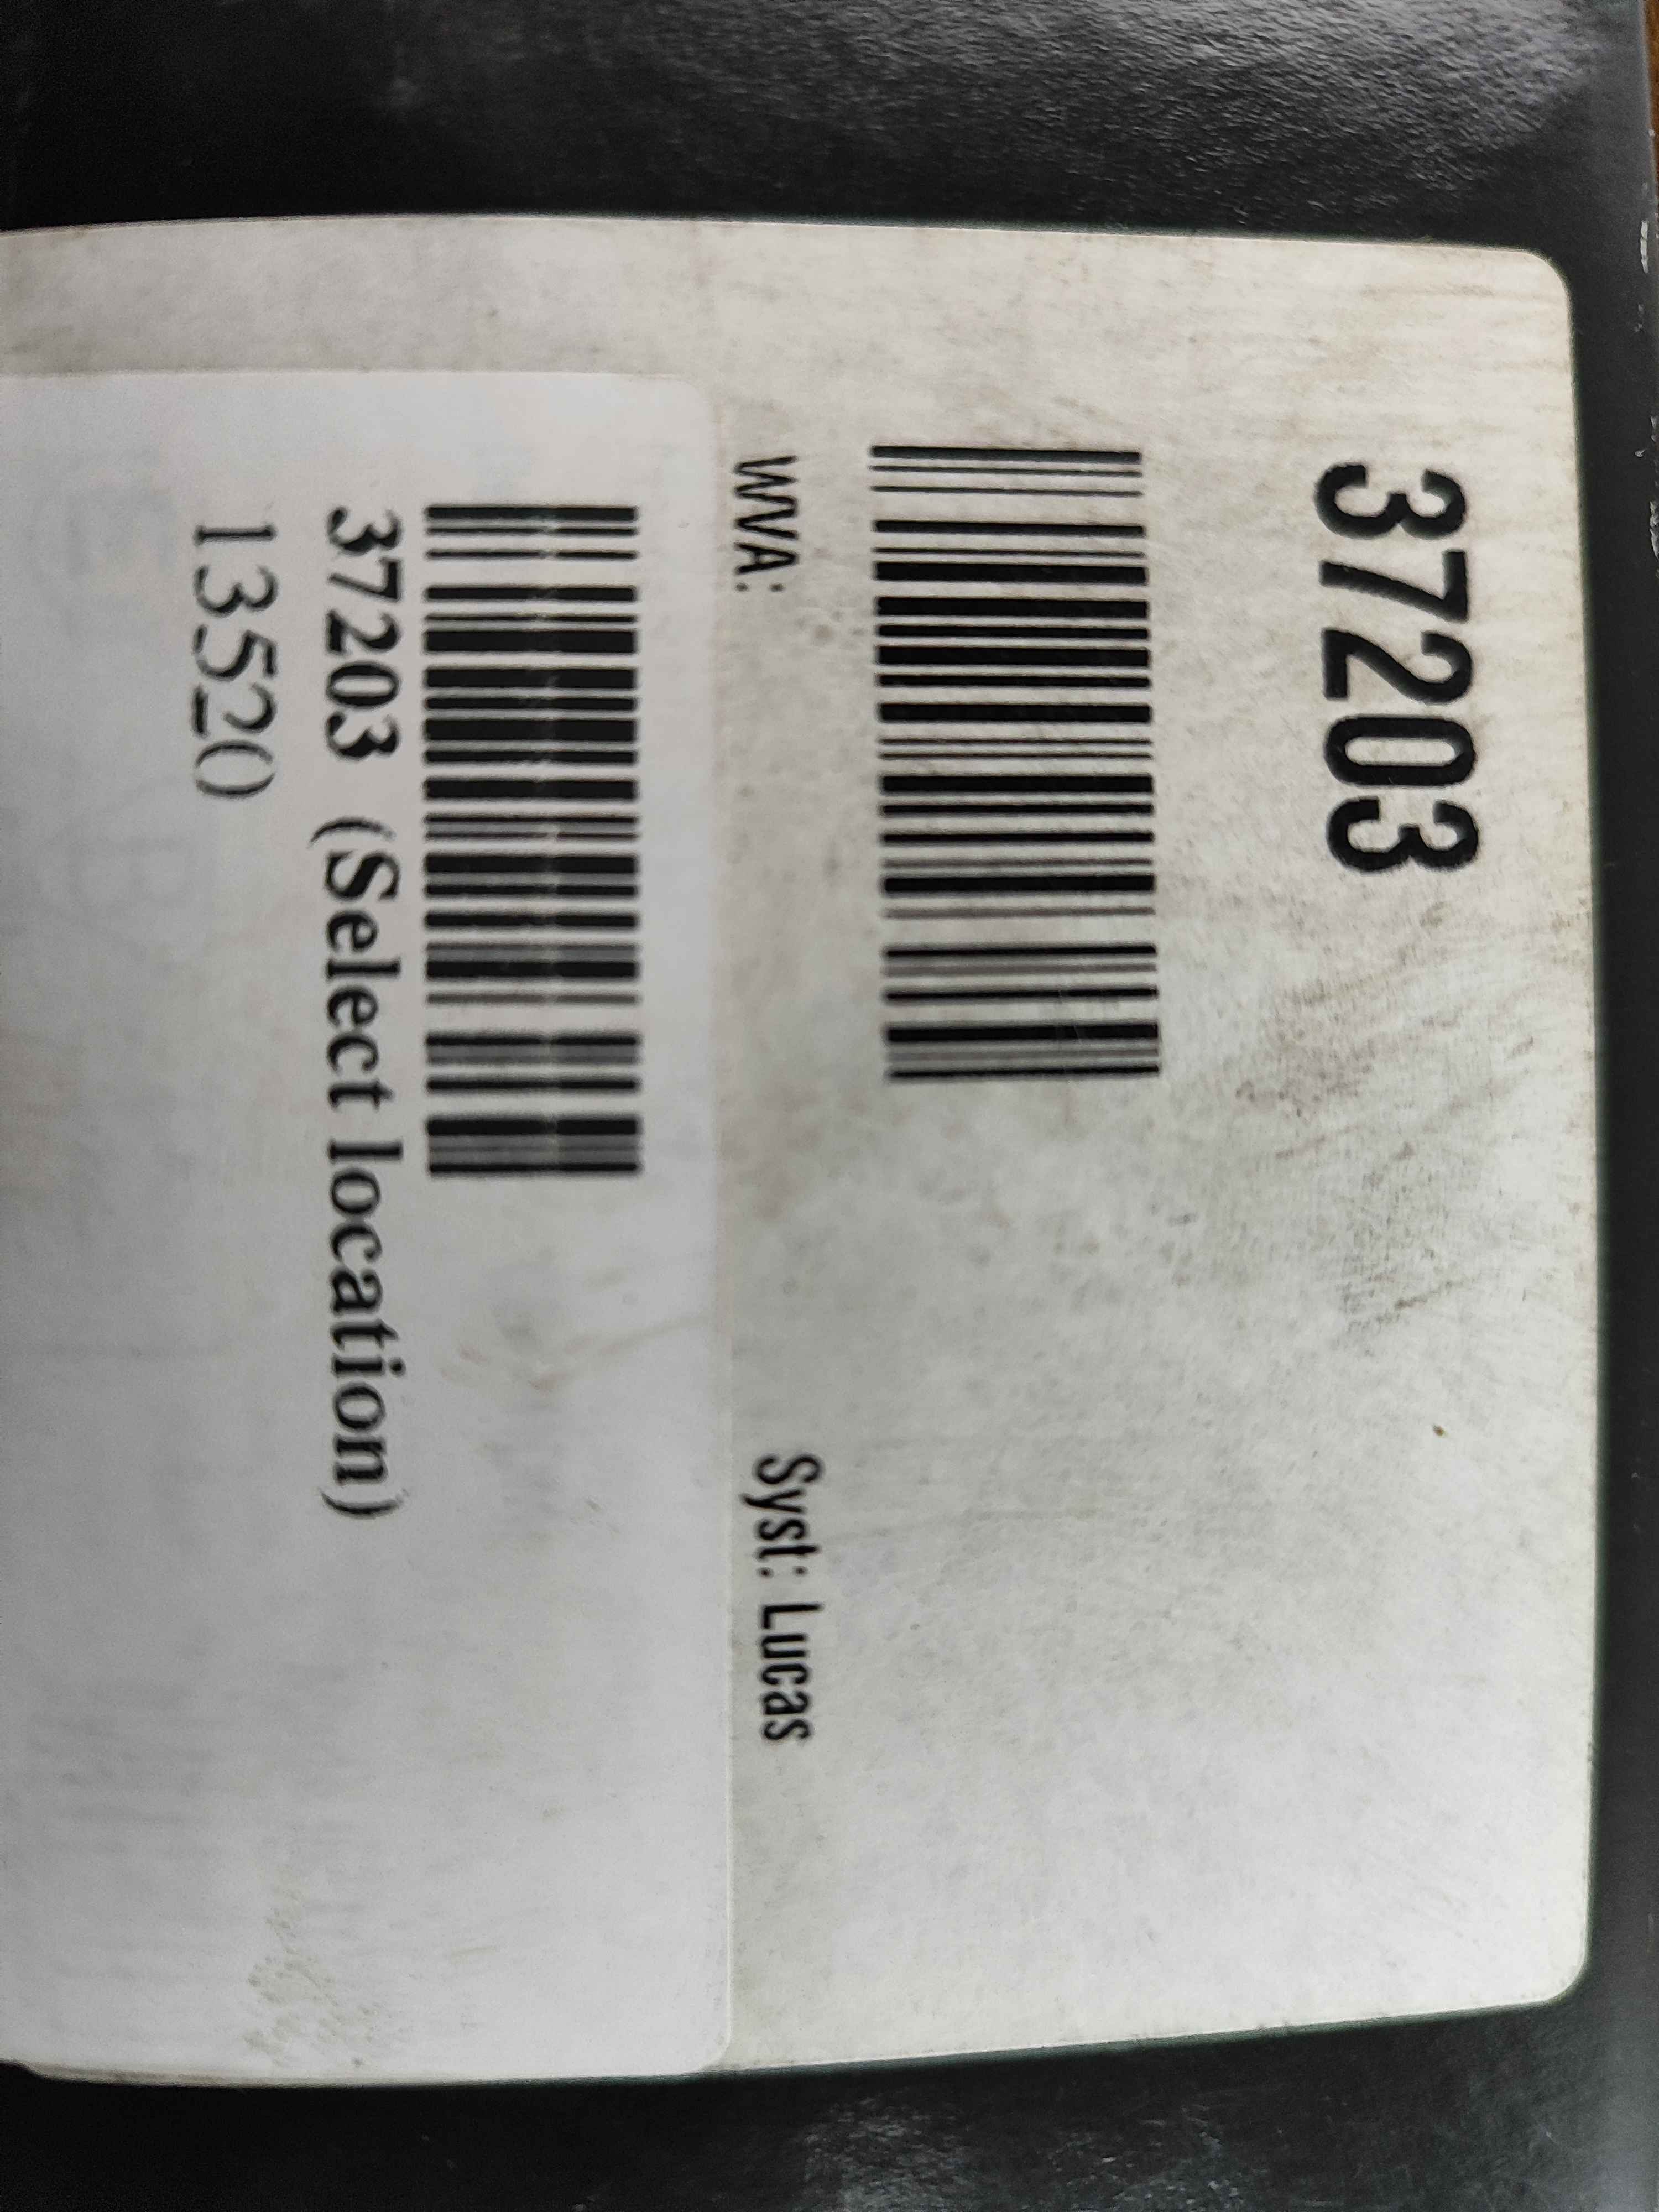 37203
WVA: Syst: Lucas
37203 (Select location)
13520